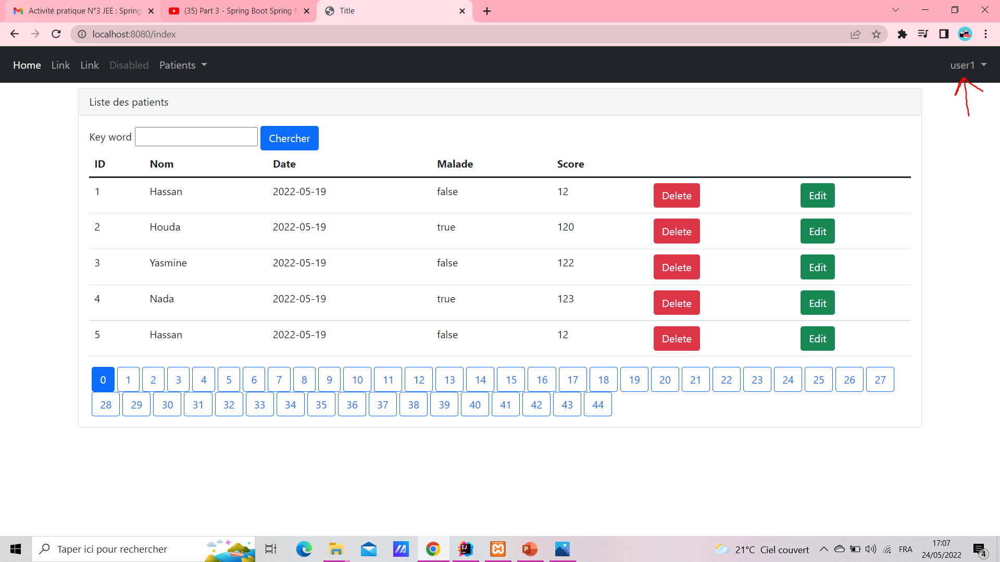 Activité pratique N°3 JEE : Spring
(35) Part 3 - Spring Boot Spring
Title
localhost:8080/index
Home Link Link Disabled Patients user1
Liste des patients
Key word Chercher
ID Nom Date Malade Score
1 Hassan 2022-05-19 false 12 Delete Edit
2 Houda 2022-05-19 true 120 Delete Edit
3 Yasmine 2022-05-19 false 122 Delete Edit
4 Nada 2022-05-19 true 123 Delete Edit
5 Hassan 2022-05-19 false 12 Delete Edit
0 1 2 3 4 5 6 7 8 9 10 11 12 13 14 15 16 17 18 19 20 21 22 23 24 25 26 27
28 29 30 31 32 33 34 35 36 37 38 39 40 41 42 43 44
Taper ici pour rechercher
21°C Ciel couvert
FRA
17:07
24/05/2022
4